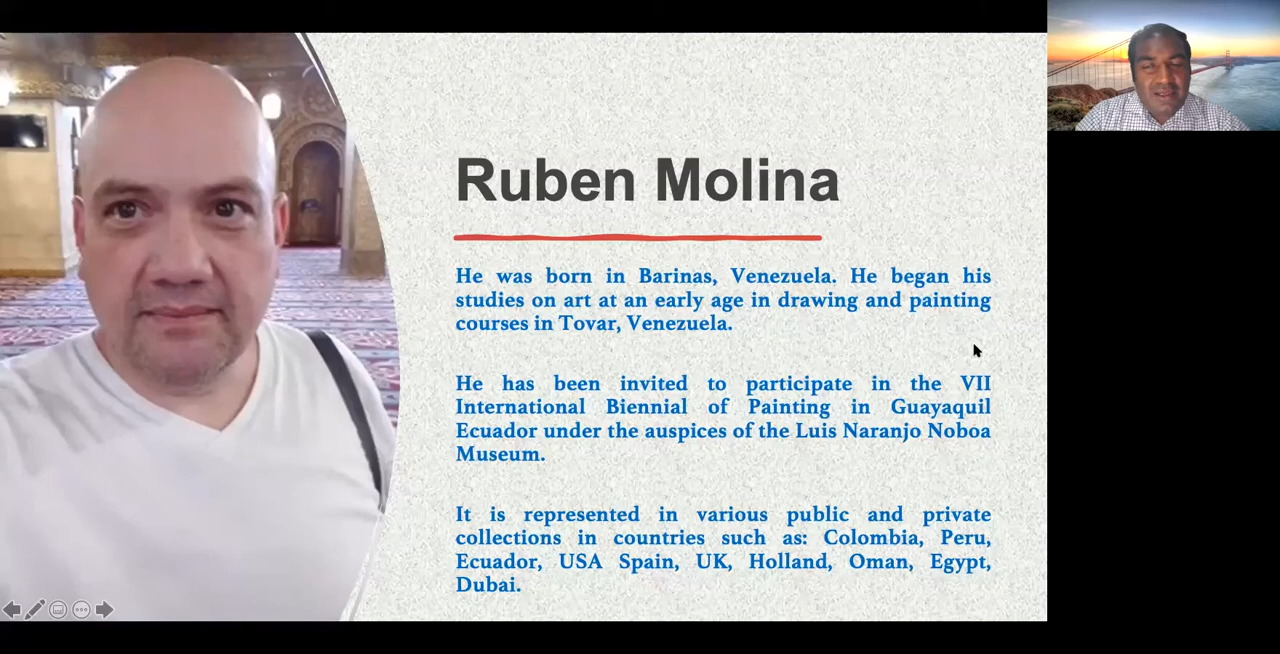 Ruben Molina
He was born in Barinas, Venezuela. He began his
studies on art at an early age in drawing and painting
courses in Tovar, Venezuela.
He has been invited to participate in the VII
International Biennial of Painting in Guayaquil
Ecuador under the auspices of the Luis Naranjo Noboa
Museum.
It is represented in various public and private
collections in countries such as: Colombia, Peru,
Ecuador, USA Spain, UK, Holland, Oman, Egypt,
Dubai.